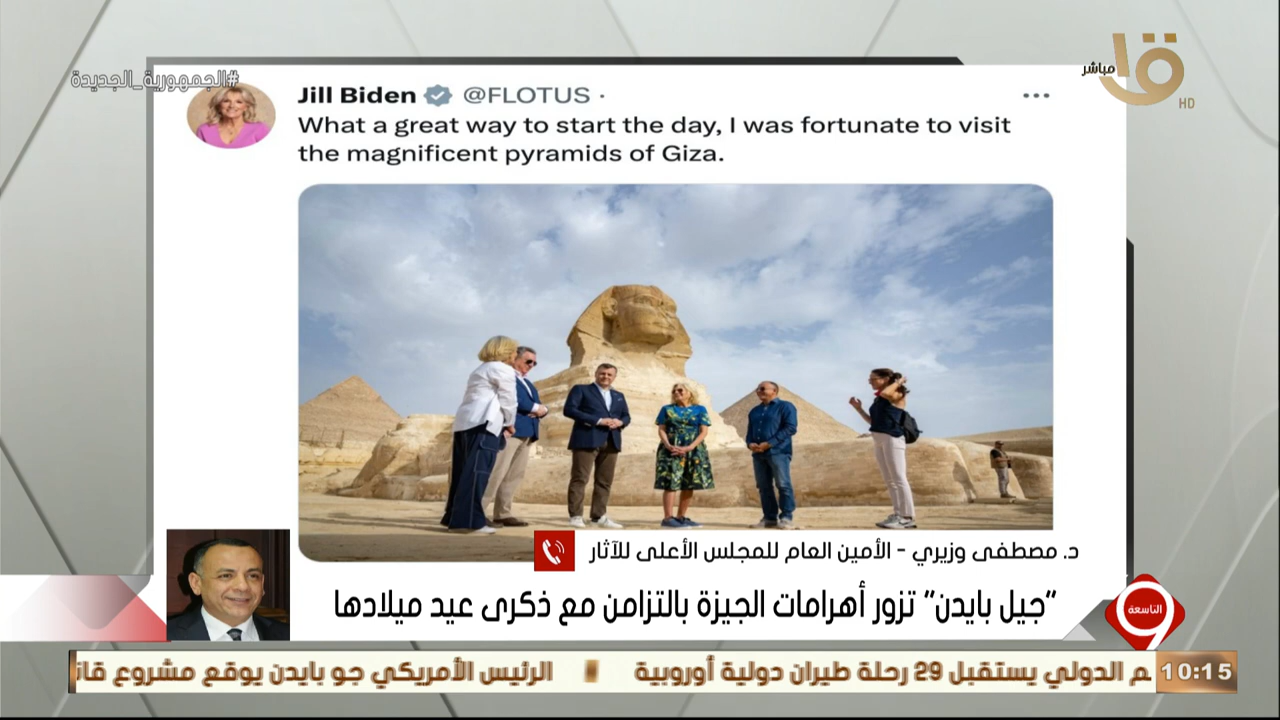 #الجمهورية_الجديدة
مباشر
HD
Jill Biden @FLOTUS ·
What a great way to start the day, I was fortunate to visit
the magnificent pyramids of Giza.
د. مصطفى وزيري - الأمين العام للمجلس الأعلى للآثار
"جيل بايدن" تزور أهرامات الجيزة بالتزامن مع ذكرى عيد ميلادها
التاسعة
9
م الدولي يستقبل 29 رحلة طيران دولية أوروبية الرئيس الأمريكي جو بايدن يوقع مشروع قان
10:15